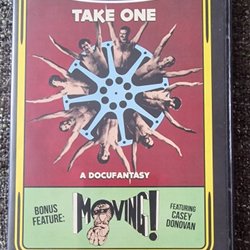 TAKE ONE
A DOCUFANTASY
BONUS
FEATURE:
MOVING!
FEATURING
CASEY
DONOVAN